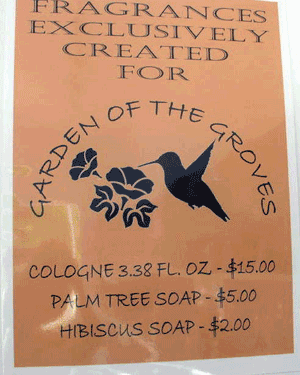 FRAGRANCES
EXCLUSIVELY
CREATED
FOR
GARDEN OF THE GROVES
COLOGNE 3.38 FL. OZ - $15.00
PALM TREE SOAP - $5.00
HIBISCUS SOAP - $2.00